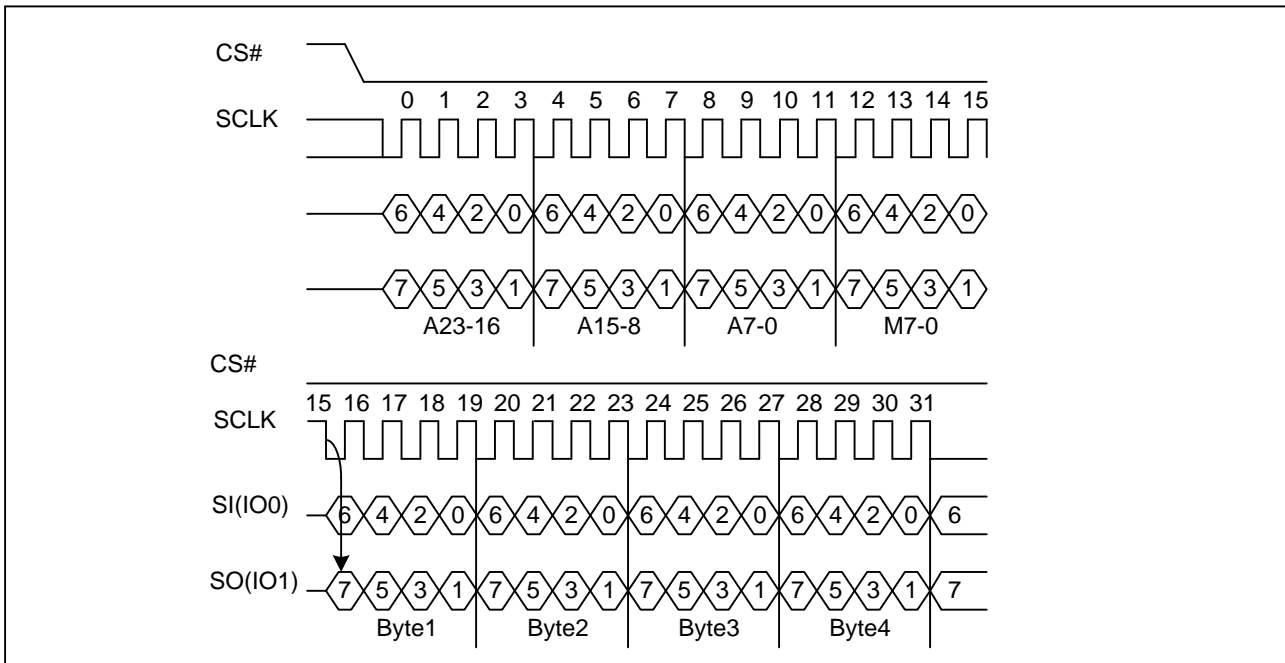 CS#
0 1 2 3 4 5 6 7 8 9 10 11 12 13 14 15
SCLK
6 4 2 0 6 4 2 0 6 4 2 0 6 4 2 0
7 5 3 1 7 5 3 1 7 5 3 1 7 5 3 1
A23-16 A15-8 A7-0 M7-0
CS#
15 16 17 18 19 20 21 22 23 24 25 26 27 28 29 30 31
SCLK
SI(IO0) 6 4 2 0 6 4 2 0 6 4 2 0 6 4 2 0 6
SO(IO1) 7 5 3 1 7 5 3 1 7 5 3 1 7 5 3 1 7
Byte1 Byte2 Byte3 Byte4